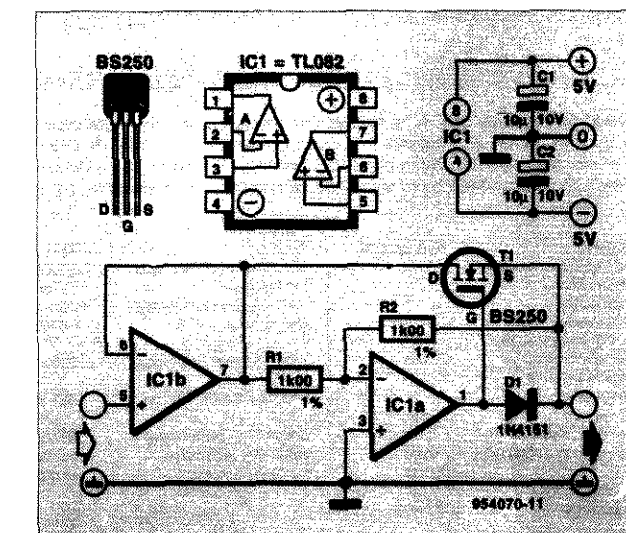 BS250
D
G
S
IC1 = TL082
1
2
3
4
A
B
+
−
8
7
6
5
8
IC1
4
C1
10µ 10V
C2
10µ 10V
+
5V
0
−
5V
T1
D
S
G
BS250
R2
1k00
1%
R1
1k00
1%
6
5
−
+
IC1b
7
2
3
−
+
IC1a
1
D1
1N4151
954070-11